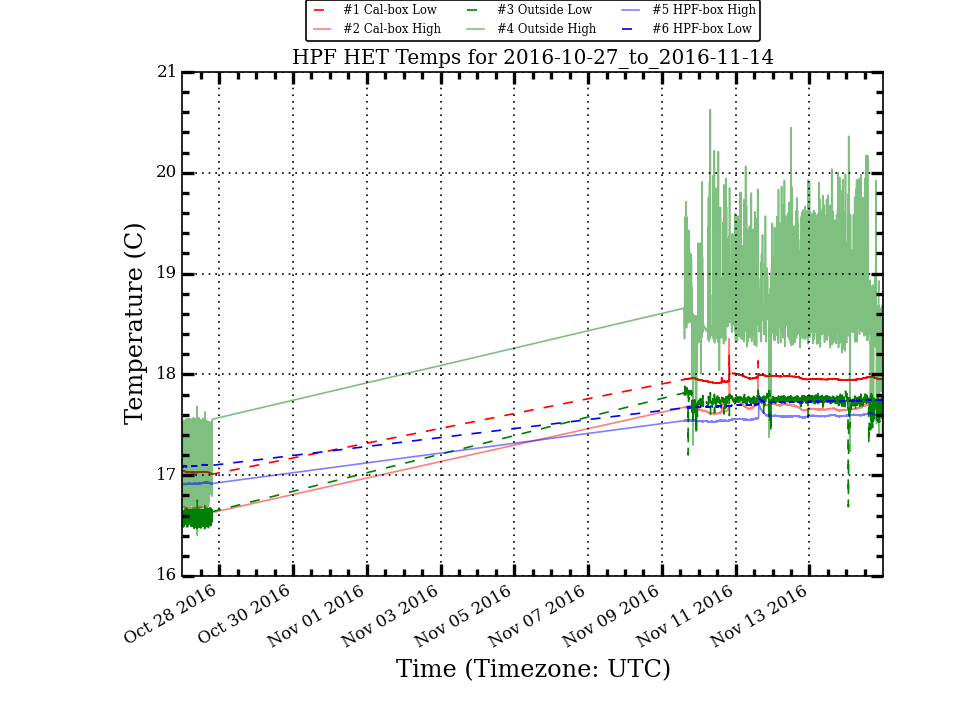 #1 Cal-box Low #3 Outside Low #5 HPF-box High
#2 Cal-box High #4 Outside High #6 HPF-box Low
HPF HET Temps for 2016-10-27_to_2016-11-14
21
20
19
18
17
16
Temperature (C)
Oct 28 2016 Oct 30 2016 Nov 01 2016 Nov 03 2016 Nov 05 2016 Nov 07 2016 Nov 09 2016 Nov 11 2016 Nov 13 2016
Time (Timezone: UTC)